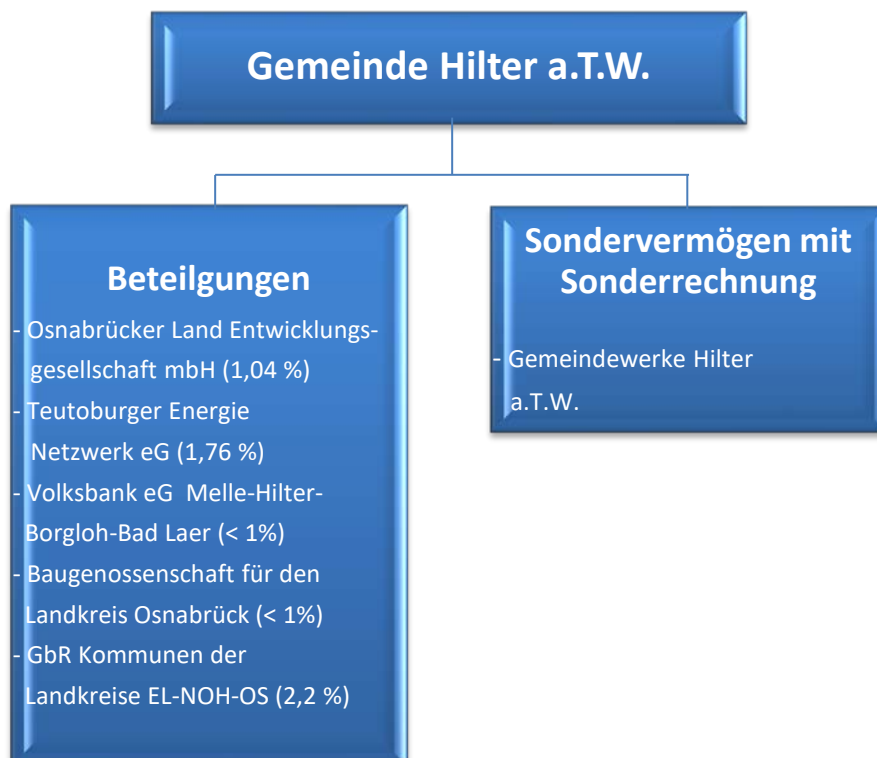 Gemeinde Hilter a.T.W.
Beteilgungen
- Osnabrücker Land Entwicklungs-
gesellschaft mbH (1,04 %)
- Teutoburger Energie
Netzwerk eG (1,76 %)
- Volksbank eG Melle-Hilter-
Borgloh-Bad Laer (< 1%)
- Baugenossenschaft für den
Landkreis Osnabrück (< 1%)
- GbR Kommunen der
Landkreise EL-NOH-OS (2,2 %)
Sondervermögen mit
Sonderrechnung
- Gemeindewerke Hilter
a.T.W.